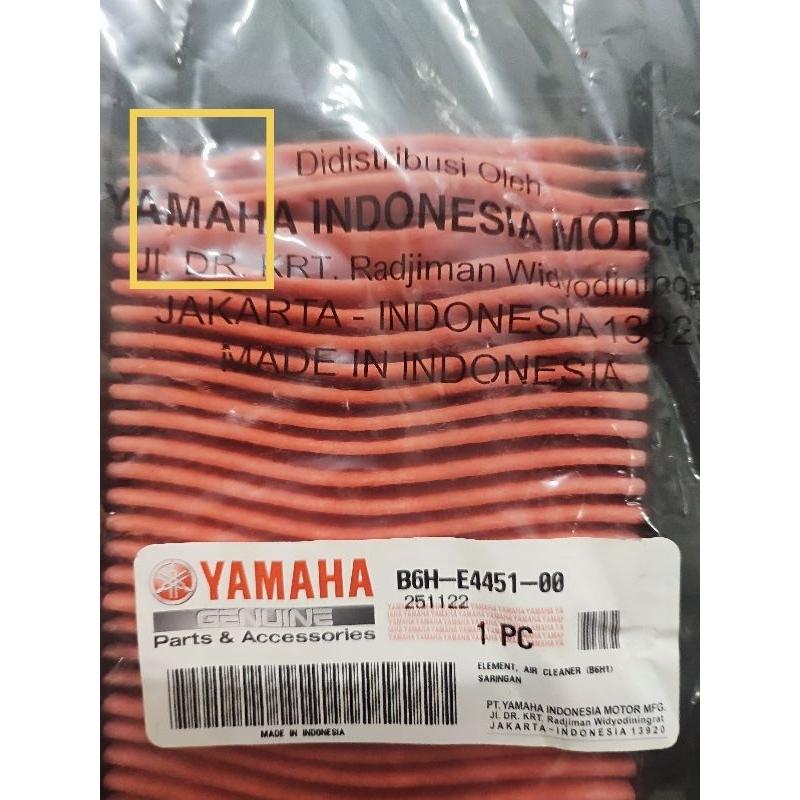 Didistribusi Oleh
YAMAHA INDONESIA MOTOR
Jl. DR. KRT. Radjiman Widyodining
JAKARTA - INDONESIA 13920
MADE IN INDONESIA
YAMAHA
GENUINE
Parts & Accessories
B6H-E4451-00
251122
1 PC
ELEMENT, AIR CLEANER (B6H1)
SARINGAN
MADE IN INDONESIA
PT. YAMAHA INDONESIA MOTOR MFG.
Jl. DR. KRT. Radjiman Widyodiningrat
JAKARTA-INDONESIA 13920